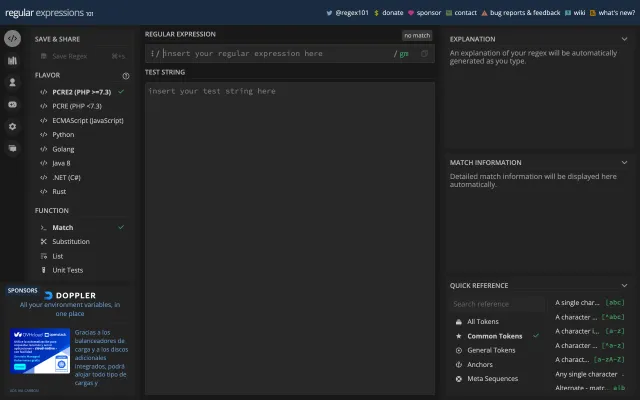 regular expressions 101
@regex101
donate
sponsor
contact
bug reports & feedback
wiki
what's new?
SAVE & SHARE
Save Regex
⌘+s
FLAVOR
PCRE2 (PHP >=7.3)
PCRE (PHP <7.3)
ECMAScript (JavaScript)
Python
Golang
Java 8
.NET (C#)
Rust
FUNCTION
Match
Substitution
List
Unit Tests
SPONSORS
DOPPLER
All your environment variables, in
one place
OVHcloud
Gracias a los
balanceadores de
carga y a los discos
adicionales
integrados, podrá
alojar todo tipo de
cargas y
REGULAR EXPRESSION
no match
/ insert your regular expression here
/ gm
TEST STRING
insert your test string here
EXPLANATION
An explanation of your regex will be automatically
generated as you type.
MATCH INFORMATION
Detailed match information will be displayed here
automatically.
QUICK REFERENCE
Search reference
All Tokens
Common Tokens
General Tokens
Anchors
Meta Sequences
A single char... [abc]
A character ... [^abc]
A character i... [a-z]
A character ... [^a-z]
A charact... [a-zA-Z]
Any single character .
Alternate - matc... a|b